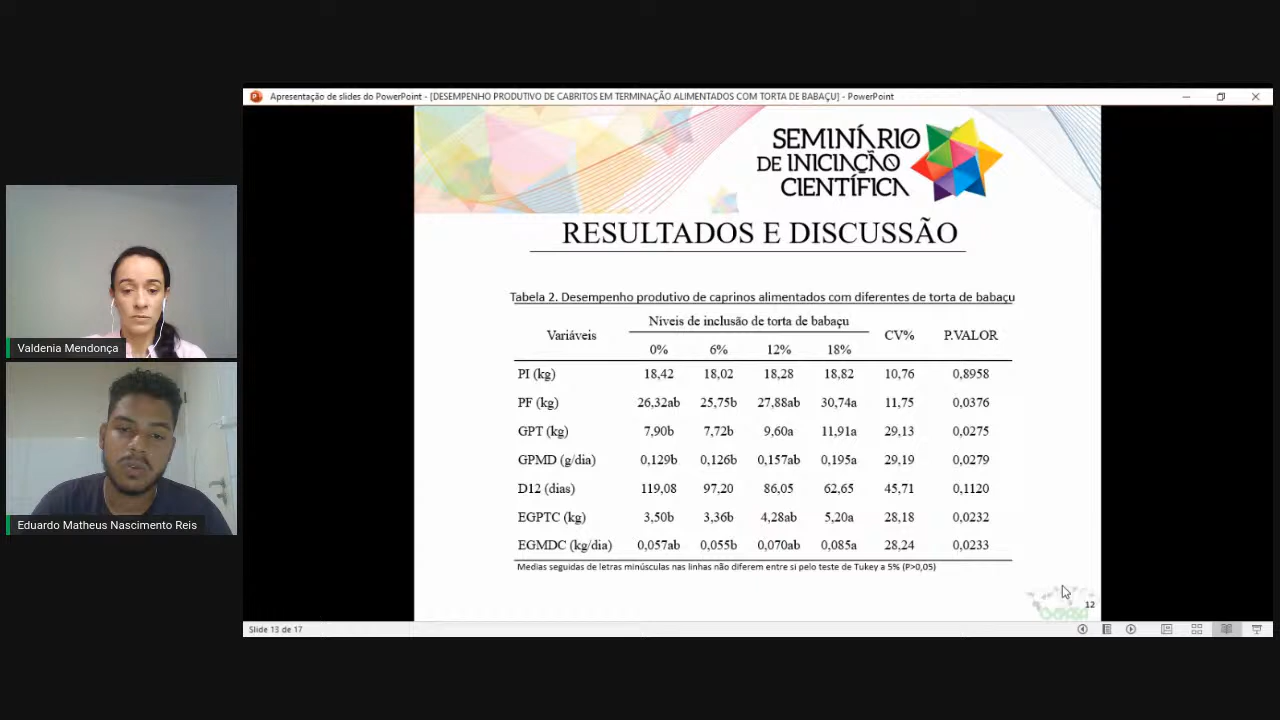 Apresentação de slides do PowerPoint - [DESEMPENHO PRODUTIVO DE CABRITOS EM TERMINAÇÃO ALIMENTADOS COM TORTA DE BABAÇU] - PowerPoint
SEMINÁRIO
DE INICIAÇÃO
CIENTÍFICA
RESULTADOS E DISCUSSÃO
Tabela 2. Desempenho produtivo de caprinos alimentados com diferentes de torta de babaçu
Variáveis Niveis de inclusão de torta de babaçu CV% P.VALOR
0% 6% 12% 18%
PI (kg) 18,42 18,02 18,28 18,82 10,76 0,8958
PF (kg) 26,32ab 25,75b 27,88ab 30,74a 11,75 0,0376
GPT (kg) 7,90b 7,72b 9,60a 11,91a 29,13 0,0275
GPMD (g/dia) 0,129b 0,126b 0,157ab 0,195a 29,19 0,0279
D12 (dias) 119,08 97,20 86,05 62,65 45,71 0,1120
EGPTC (kg) 3,50b 3,36b 4,28ab 5,20a 28,18 0,0232
EGMDC (kg/dia) 0,057ab 0,055b 0,070ab 0,085a 28,24 0,0233
Medias seguidas de letras minúsculas nas linhas não diferem entre si pelo teste de Tukey a 5% (P>0,05)
12
Slide 13 de 17
Valdenia Mendonça
Eduardo Matheus Nascimento Reis